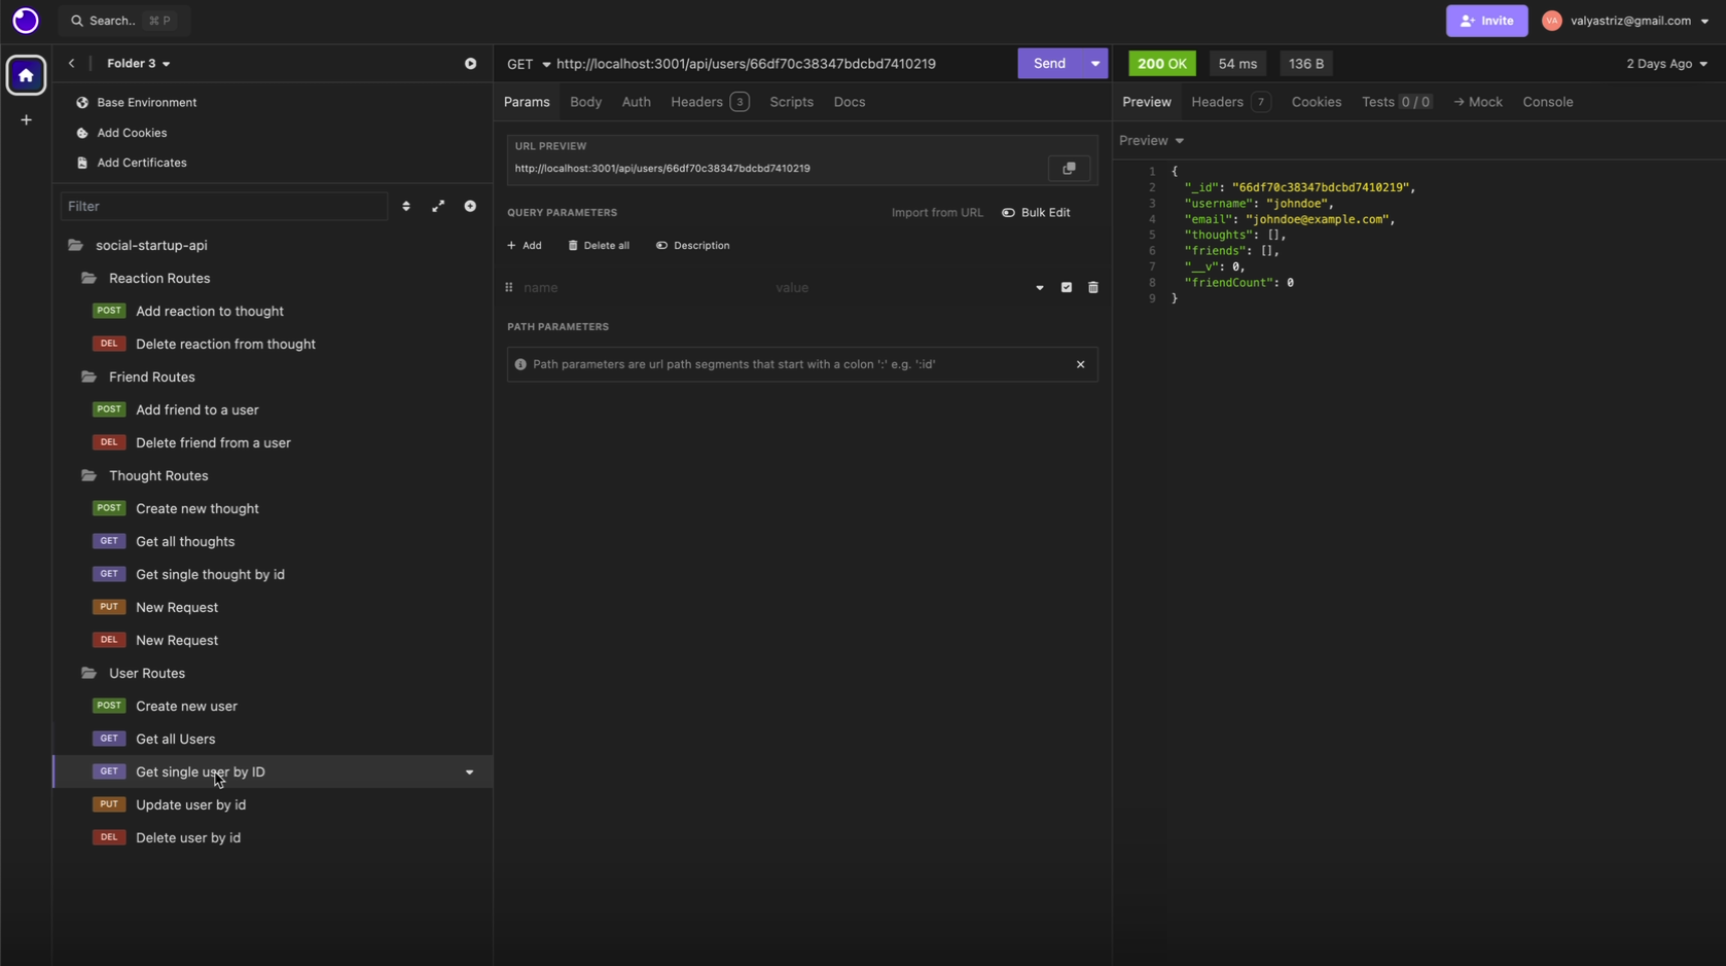 Search.. ⌘ P
Invite
VA
valyastriz@gmail.com
Folder 3
Base Environment
Add Cookies
Add Certificates
Filter
social-startup-api
Reaction Routes
POST Add reaction to thought
DEL Delete reaction from thought
Friend Routes
POST Add friend to a user
DEL Delete friend from a user
Thought Routes
POST Create new thought
GET Get all thoughts
GET Get single thought by id
PUT New Request
DEL New Request
User Routes
POST Create new user
GET Get all Users
GET Get single user by ID
PUT Update user by id
DEL Delete user by id
GET http://localhost:3001/api/users/66df70c38347bdcbd7410219 Send
Params Body Auth Headers 3 Scripts Docs
URL PREVIEW
http://localhost:3001/api/users/66df70c38347bdcbd7410219
QUERY PARAMETERS Import from URL Bulk Edit
+ Add Delete all Description
name value
PATH PARAMETERS
Path parameters are url path segments that start with a colon ':' e.g. ':id'
200 OK 54 ms 136 B 2 Days Ago
Preview Headers 7 Cookies Tests 0 / 0 → Mock Console
Preview
1 {
2 "_id": "66df70c38347bdcbd7410219",
3 "username": "johndoe",
4 "email": "johndoe@example.com",
5 "thoughts": [],
6 "friends": [],
7 "__v": 0,
8 "friendCount": 0
9 }